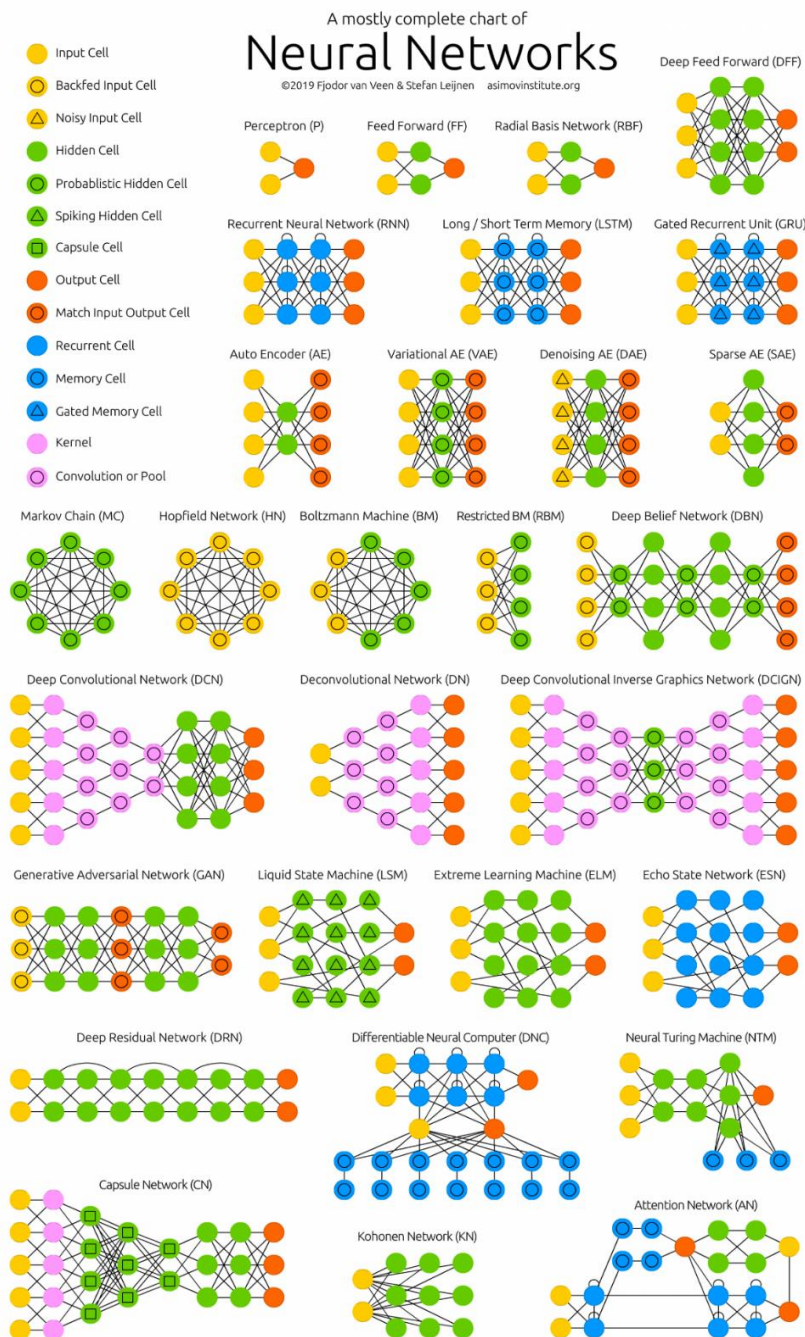 A mostly complete chart of
Neural Networks
©2019 Fjodor van Veen & Stefan Leijnen asimovinstitute.org
Input Cell
Backfed Input Cell
Noisy Input Cell
Hidden Cell
Probablistic Hidden Cell
Spiking Hidden Cell
Capsule Cell
Output Cell
Match Input Output Cell
Recurrent Cell
Memory Cell
Gated Memory Cell
Kernel
Convolution or Pool
Deep Feed Forward (DFF)
Perceptron (P)
Feed Forward (FF)
Radial Basis Network (RBF)
Recurrent Neural Network (RNN)
Long / Short Term Memory (LSTM)
Gated Recurrent Unit (GRU)
Auto Encoder (AE)
Variational AE (VAE)
Denoising AE (DAE)
Sparse AE (SAE)
Markov Chain (MC)
Hopfield Network (HN)
Boltzmann Machine (BM)
Restricted BM (RBM)
Deep Belief Network (DBN)
Deep Convolutional Network (DCN)
Deconvolutional Network (DN)
Deep Convolutional Inverse Graphics Network (DCIGN)
Generative Adversarial Network (GAN)
Liquid State Machine (LSM)
Extreme Learning Machine (ELM)
Echo State Network (ESN)
Deep Residual Network (DRN)
Differentiable Neural Computer (DNC)
Neural Turing Machine (NTM)
Capsule Network (CN)
Kohonen Network (KN)
Attention Network (AN)